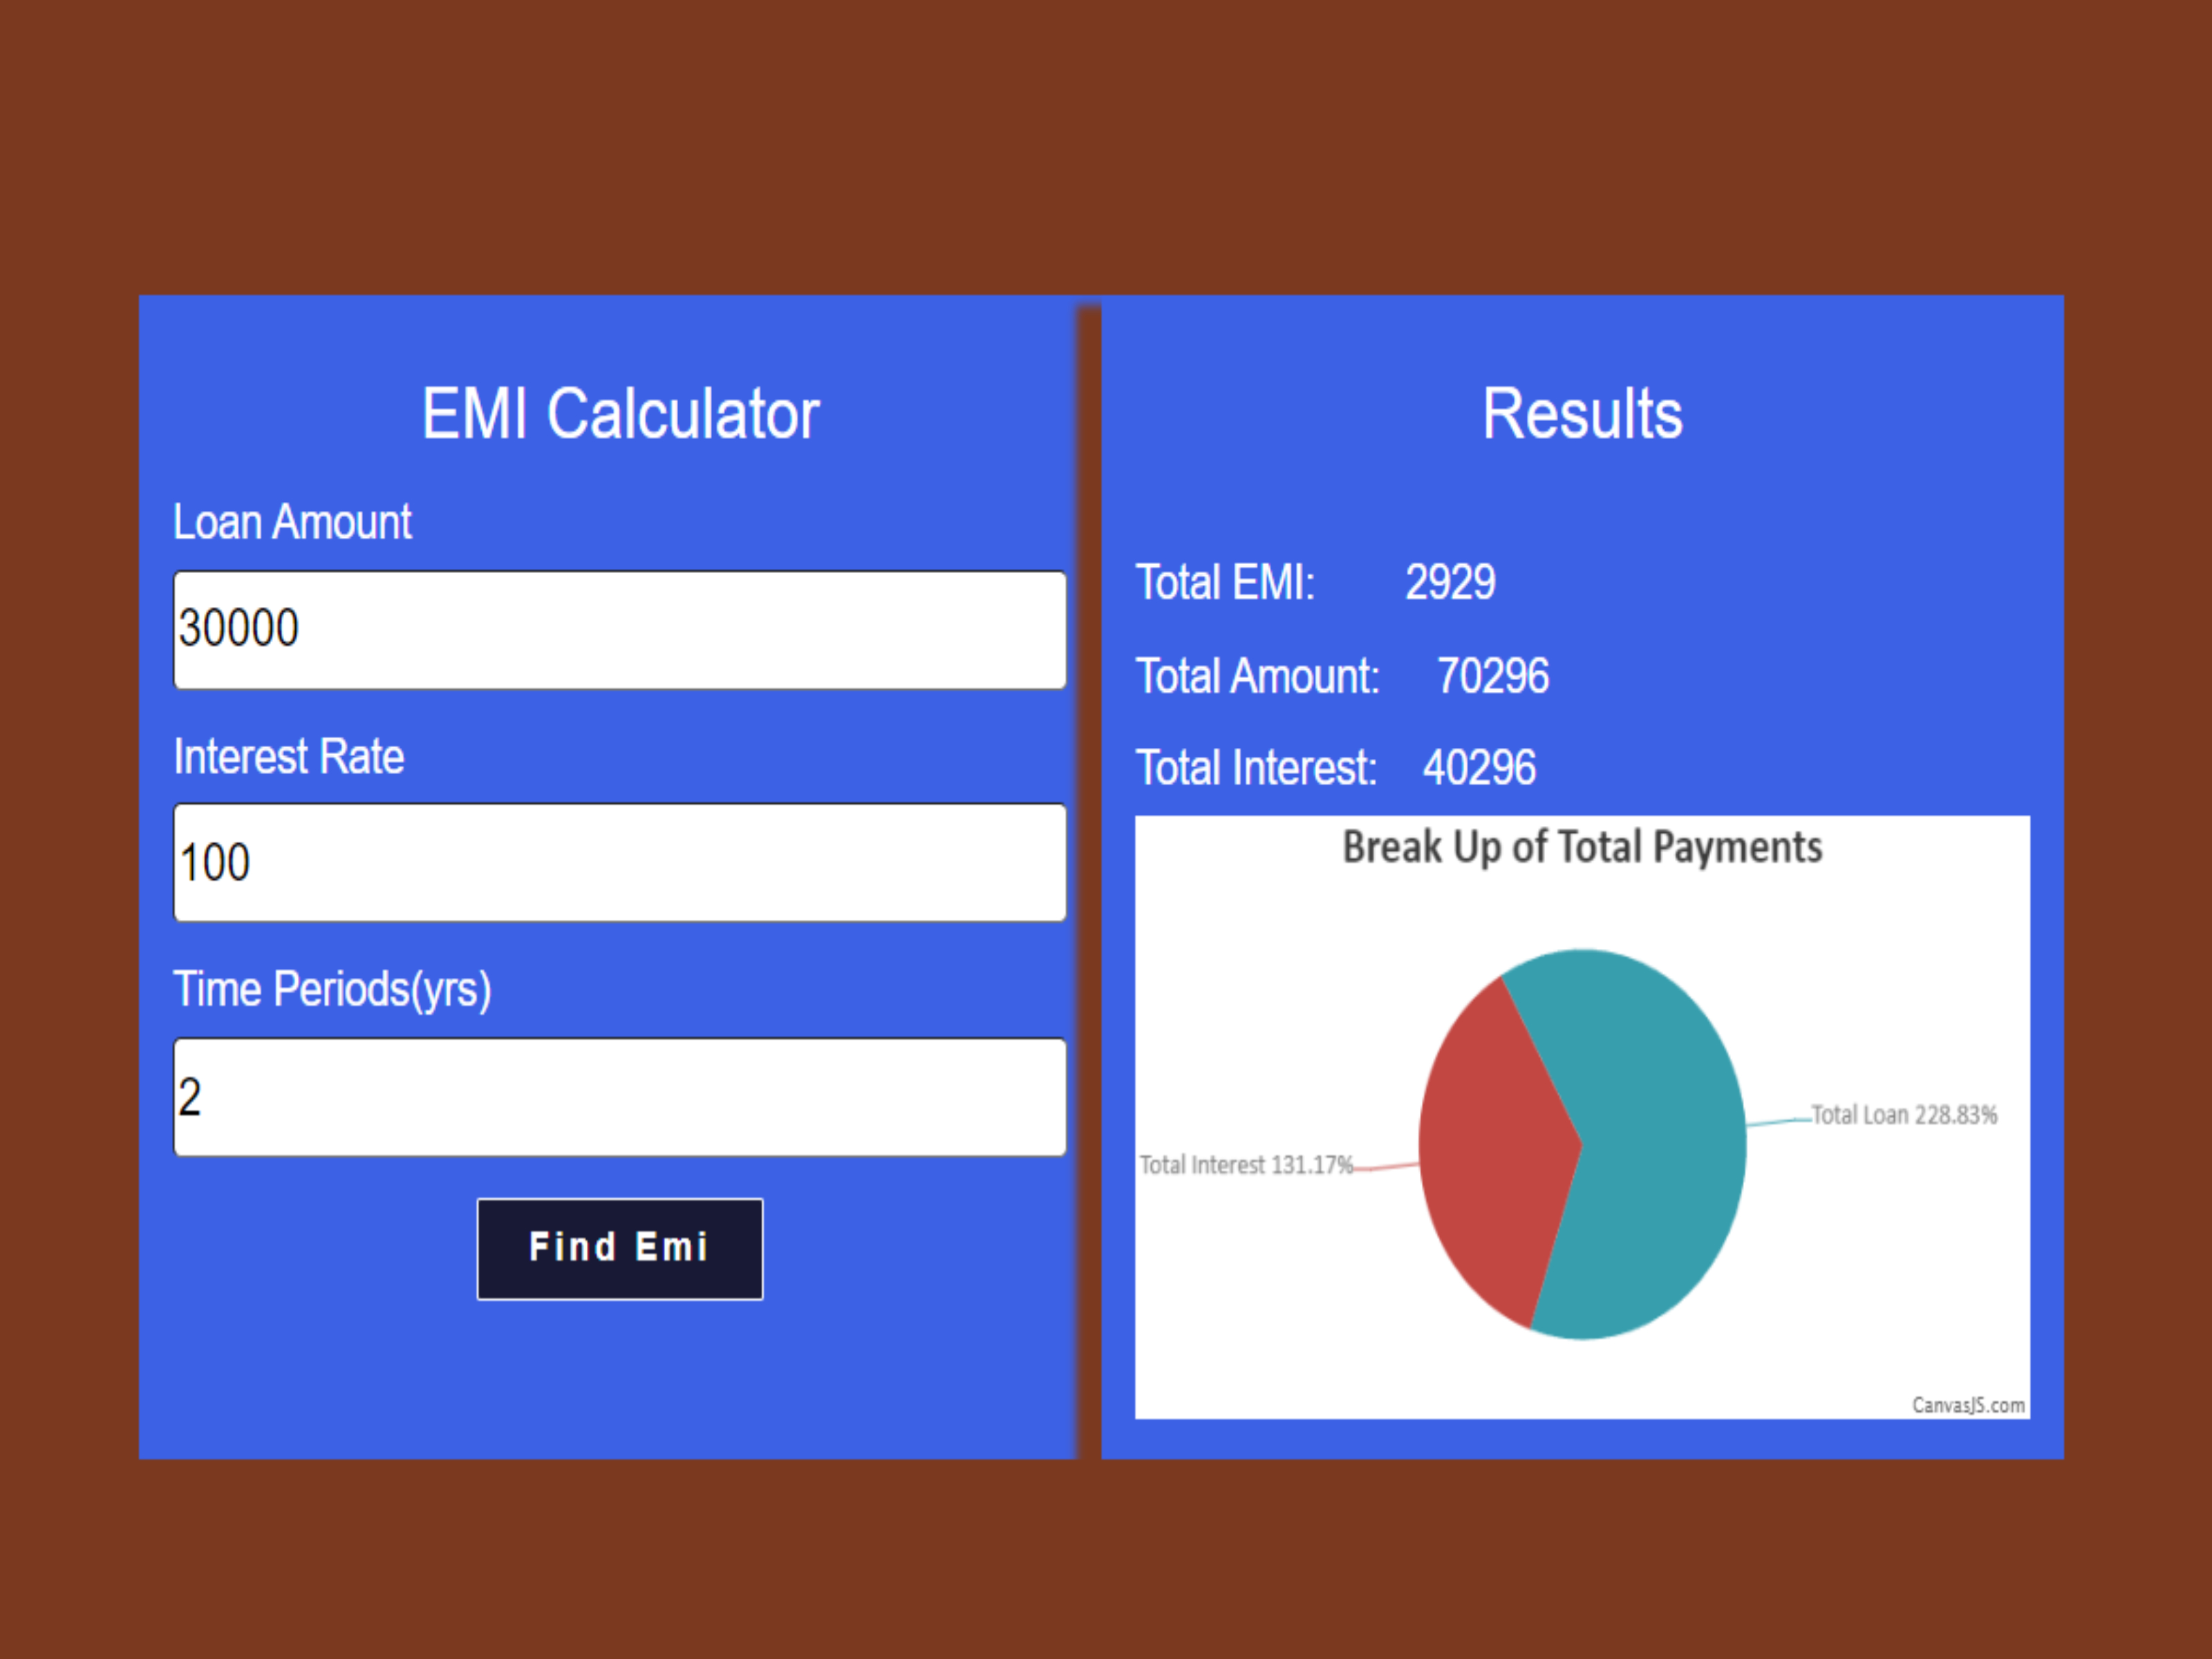 EMI Calculator
Loan Amount
30000
Interest Rate
100
Time Periods(yrs)
2
Find Emi
Results
Total EMI: 2929
Total Amount: 70296
Total Interest: 40296
Break Up of Total Payments
Total Loan 228.83%
Total Interest 131.17%
CanvasJS.com